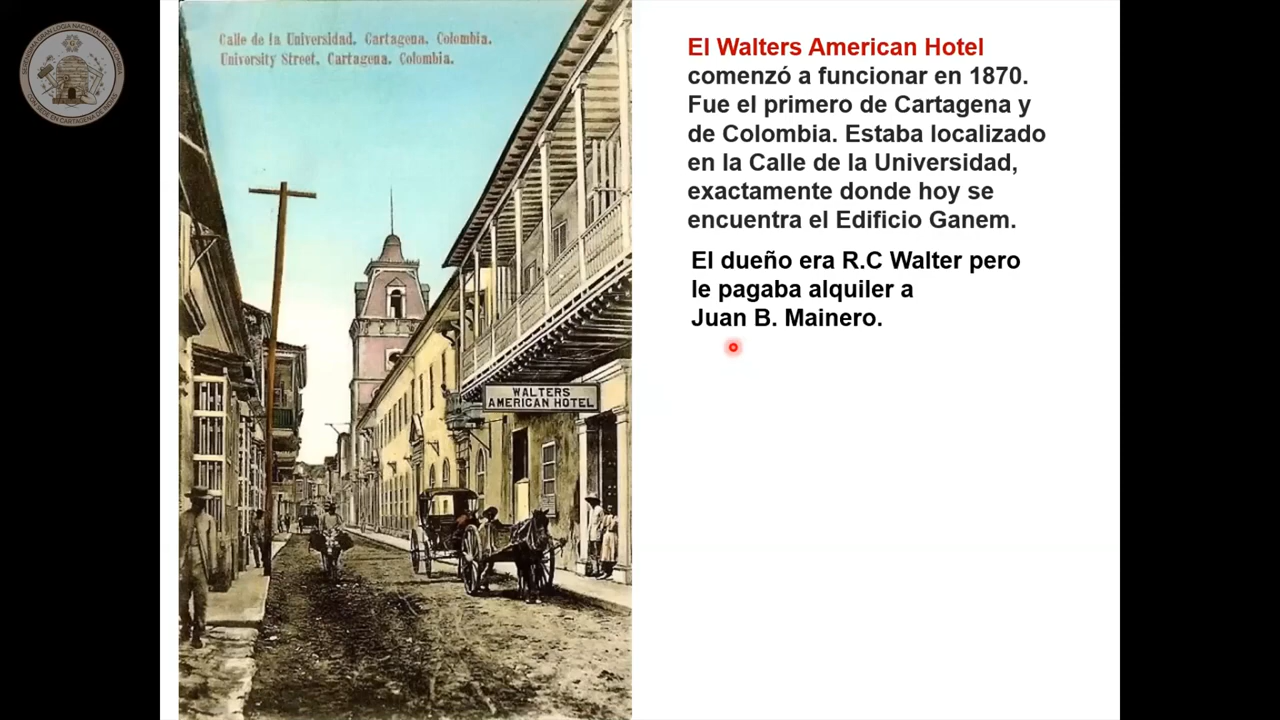 Calle de la Universidad. Cartagena. Colombia.
University Street. Cartagena. Colombia.
WALTERS
AMERICAN HOTEL
El Walters American Hotel
comenzó a funcionar en 1870.
Fue el primero de Cartagena y
de Colombia. Estaba localizado
en la Calle de la Universidad,
exactamente donde hoy se
encuentra el Edificio Ganem.
El dueño era R.C Walter pero
le pagaba alquiler a
Juan B. Mainero.